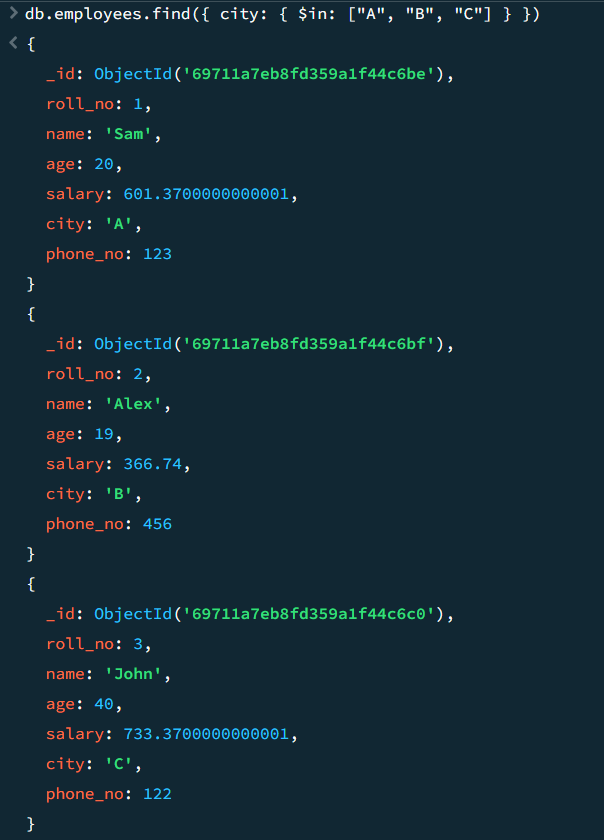 > db.employees.find({ city: { $in: ["A", "B", "C"] } })
< {
_id: ObjectId('69711a7eb8fd359a1f44c6be'),
roll_no: 1,
name: 'Sam',
age: 20,
salary: 601.3700000000001,
city: 'A',
phone_no: 123
}
{
_id: ObjectId('69711a7eb8fd359a1f44c6bf'),
roll_no: 2,
name: 'Alex',
age: 19,
salary: 366.74,
city: 'B',
phone_no: 456
}
{
_id: ObjectId('69711a7eb8fd359a1f44c6c0'),
roll_no: 3,
name: 'John',
age: 40,
salary: 733.3700000000001,
city: 'C',
phone_no: 122
}